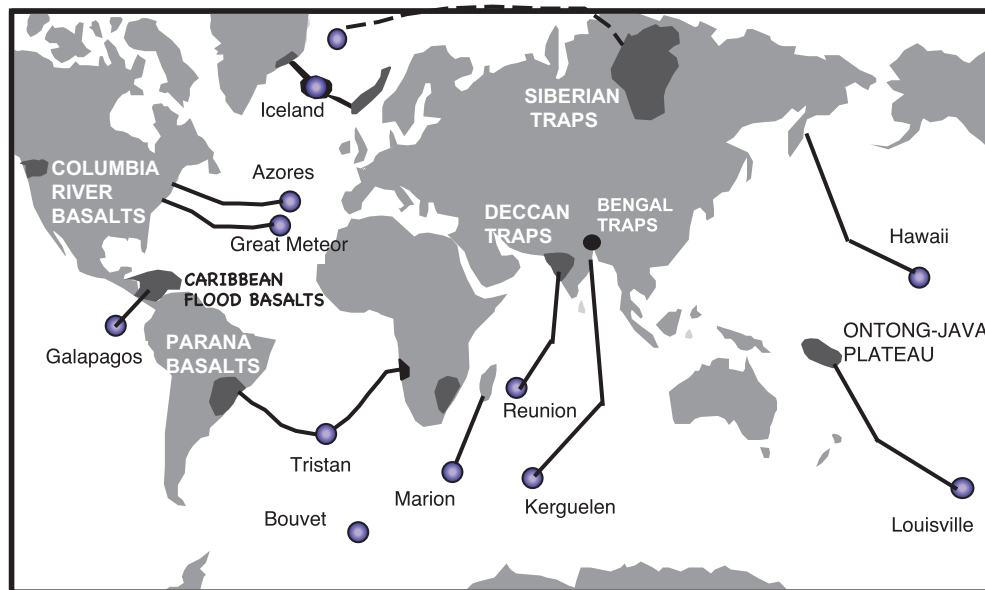 Iceland
SIBERIAN
TRAPS
COLUMBIA
RIVER
BASALTS
Azores
Great Meteor
DECCAN
TRAPS
BENGAL
TRAPS
Hawaii
CARIBBEAN
FLOOD BASALTS
Galapagos
PARANA
BASALTS
ONTONG-JAVA
PLATEAU
Reunion
Tristan
Marion
Kerguelen
Bouvet
Louisville